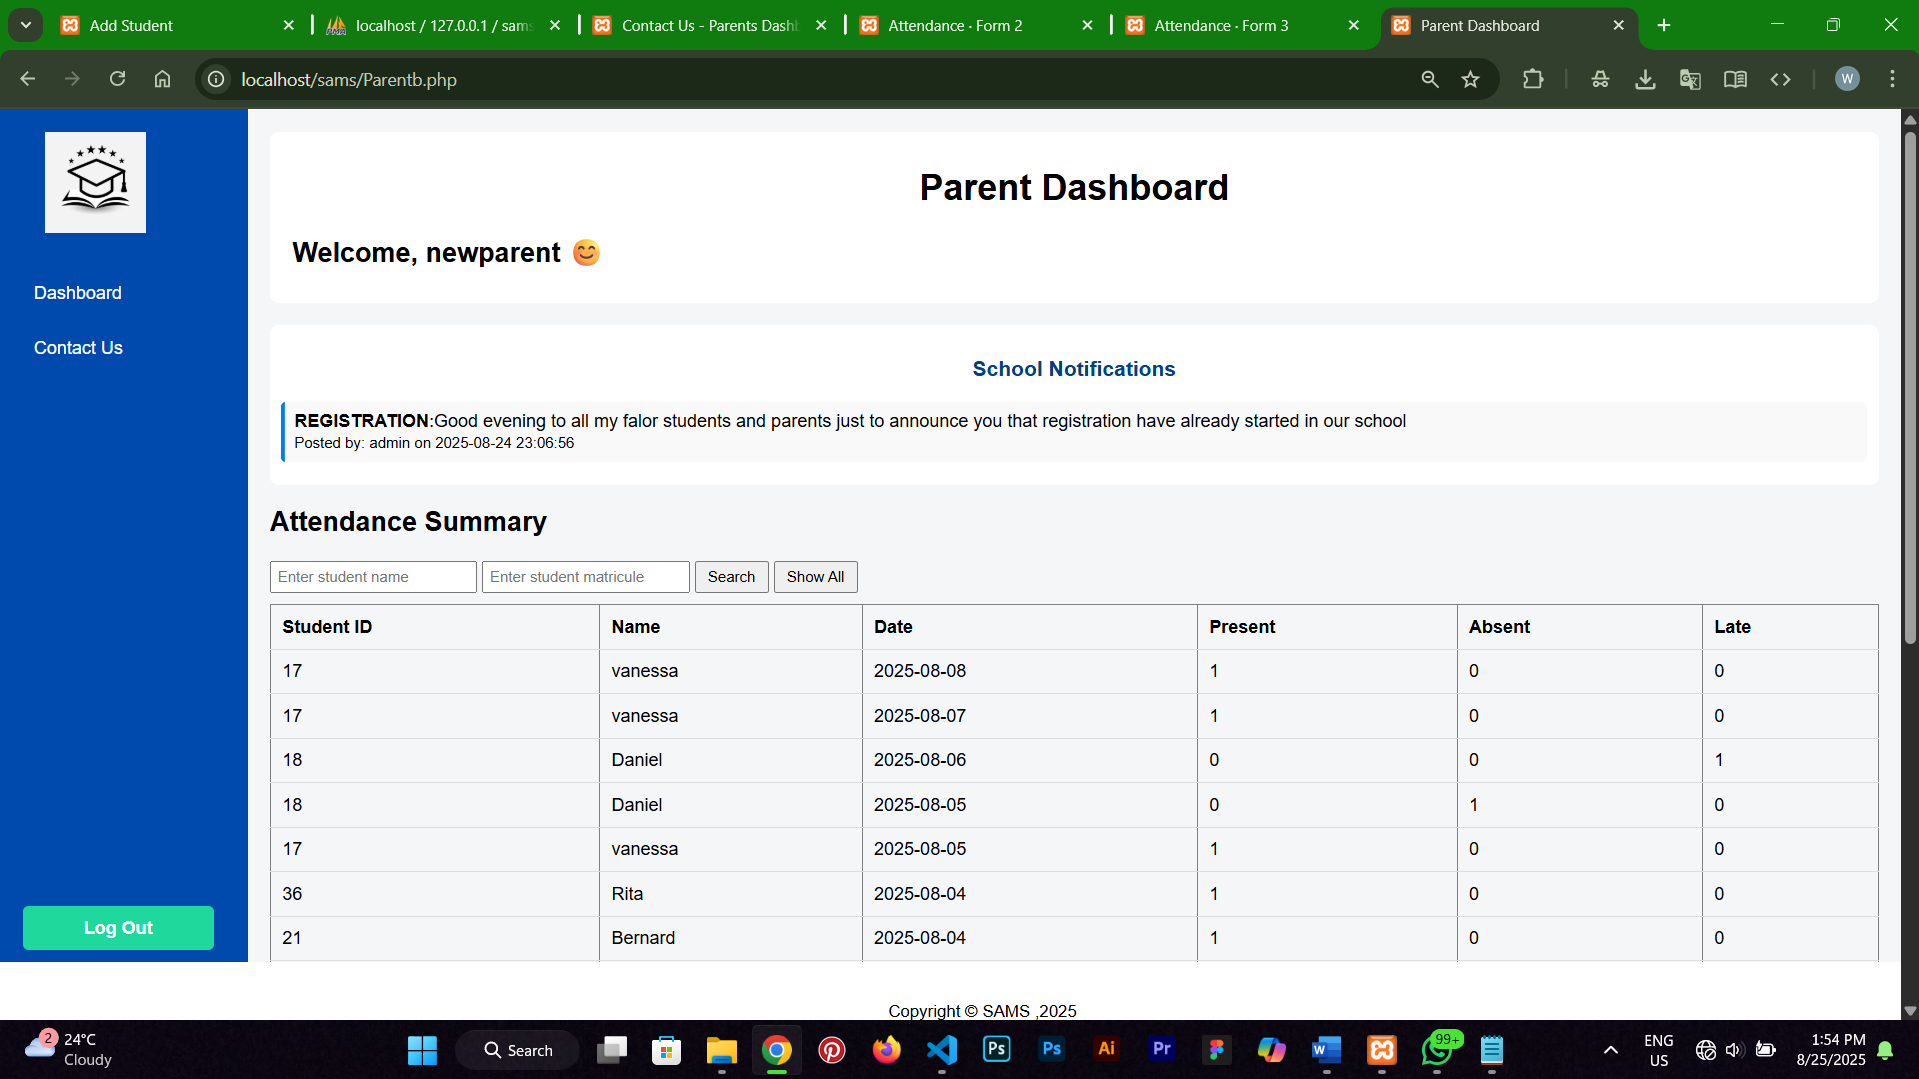 Add Student
localhost / 127.0.0.1 / sams
Contact Us - Parents Dashb
Attendance · Form 2
Attendance · Form 3
Parent Dashboard
localhost/sams/Parentb.php
W
Parent Dashboard
Welcome, newparent 😊
Dashboard
Contact Us
School Notifications
REGISTRATION:Good evening to all my falor students and parents just to announce you that registration have already started in our school
Posted by: admin on 2025-08-24 23:06:56
Attendance Summary
Enter student name Enter student matricule Search Show All
Student ID Name Date Present Absent Late
17 vanessa 2025-08-08 1 0 0
17 vanessa 2025-08-07 1 0 0
18 Daniel 2025-08-06 0 0 1
18 Daniel 2025-08-05 0 1 0
17 vanessa 2025-08-05 1 0 0
36 Rita 2025-08-04 1 0 0
21 Bernard 2025-08-04 1 0 0
Log Out
Copyright © SAMS ,2025
2
24°C
Cloudy
Search
Ps
Ps
Ai
Pr
W
99+
ENG
US
1:54 PM
8/25/2025